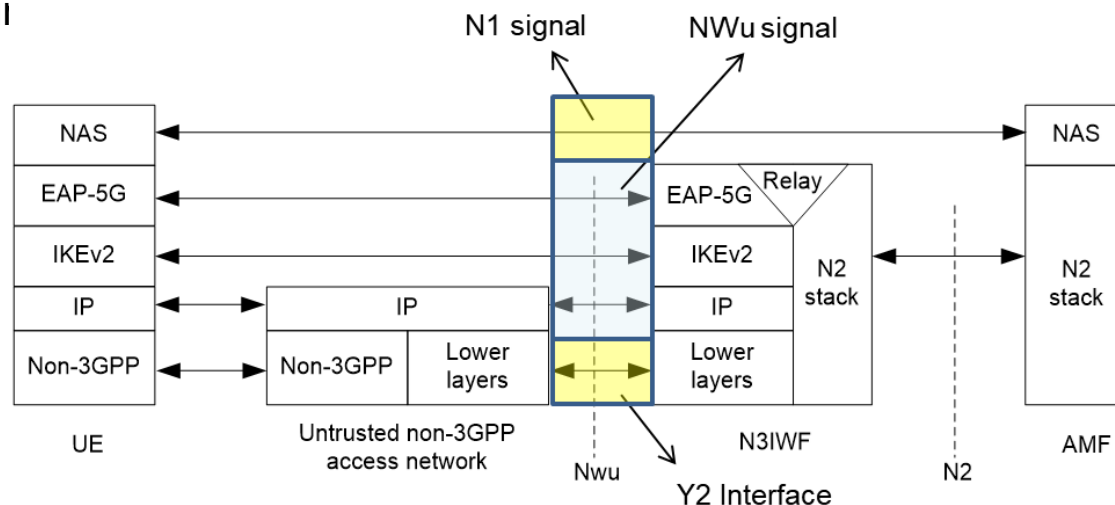 N1 signal
NWu signal
NAS
NAS
EAP-5G
EAP-5G
Relay
IKEv2
IKEv2
N2
stack
N2
stack
IP
IP
IP
Non-3GPP
Non-3GPP
Lower
layers
Lower
layers
UE
Untrusted non-3GPP
access network
Nwu
N3IWF
N2
AMF
Y2 Interface